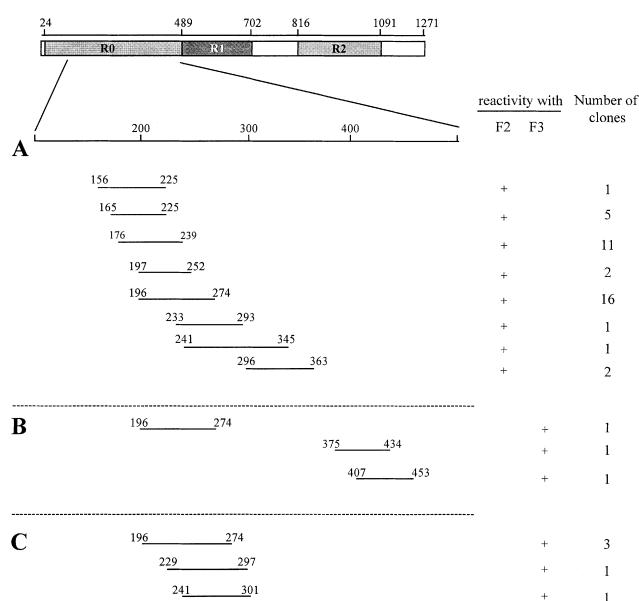 24 489 702 816 1091 1271
R0 R1 R2
reactivity with Number of
clones
F2 F3
200 300 400
A
156 225 + 1
165 225 + 5
176 239 + 11
197 252 + 2
196 274 + 16
233 293 + 1
241 345 + 1
296 363 + 2
B
196 274 + 1
375 434 + 1
407 453 + 1
C
196 274 + 3
229 297 + 1
241 301 + 1